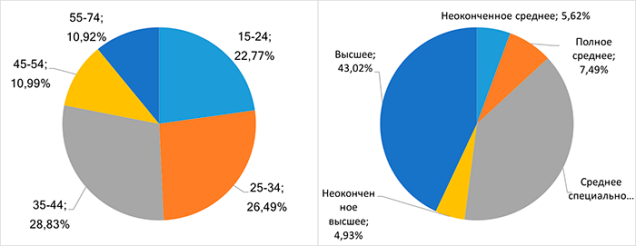 55-74;
10,92%
15-24;
22,77%
45-54;
10,99%
35-44;
28,83%
25-34;
26,49%
Неоконченное среднее; 5,62%
Высшее;
43,02%
Полное
среднее;
7,49%
Среднее
специально...
Неокончен
ное
высшее;
4,93%